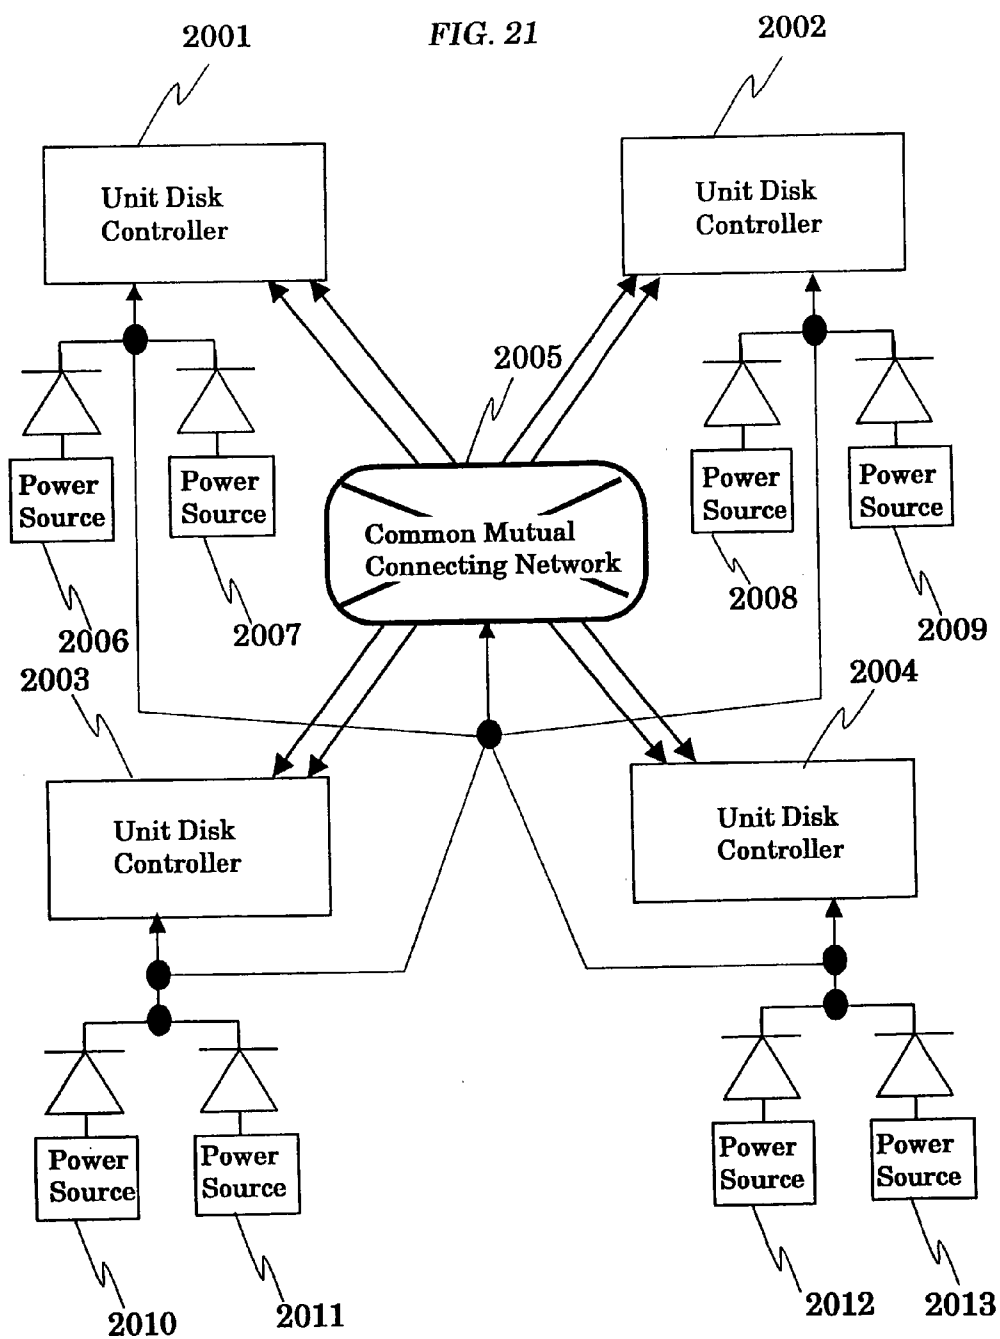 FIG. 21
2001
2002
Unit Disk
Controller
Unit Disk
Controller
2005
Power
Source
Power
Source
Power
Source
Power
Source
Common Mutual
Connecting Network
2006
2007
2008
2009
2003
2004
Unit Disk
Controller
Unit Disk
Controller
Power
Source
Power
Source
Power
Source
Power
Source
2010
2011
2012
2013